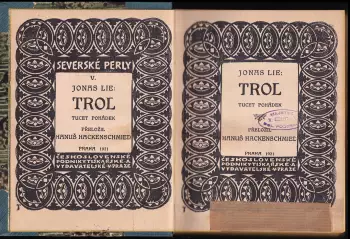 SEVERSKÉ PERLY
V.
JONAS LIE:
TROL
TUCET POHÁDEK
PŘELOŽIL
HANUŠ HACKENSCHMIED
PRAHA 1921
ČESKOSLOVENSKÉ
PODNIKY TISKAŘSKÉ A
VYDAVATELSKÉ V PRAZE
JONAS LIE:
TROL
TUCET POHÁDEK
PŘELOŽIL
HANUŠ HACKENSCHMIED
PRAHA 1921
ČESKOSLOVENSKÉ
PODNIKY TISKAŘSKÉ A
VYDAVATELSKÉ V PRAZE